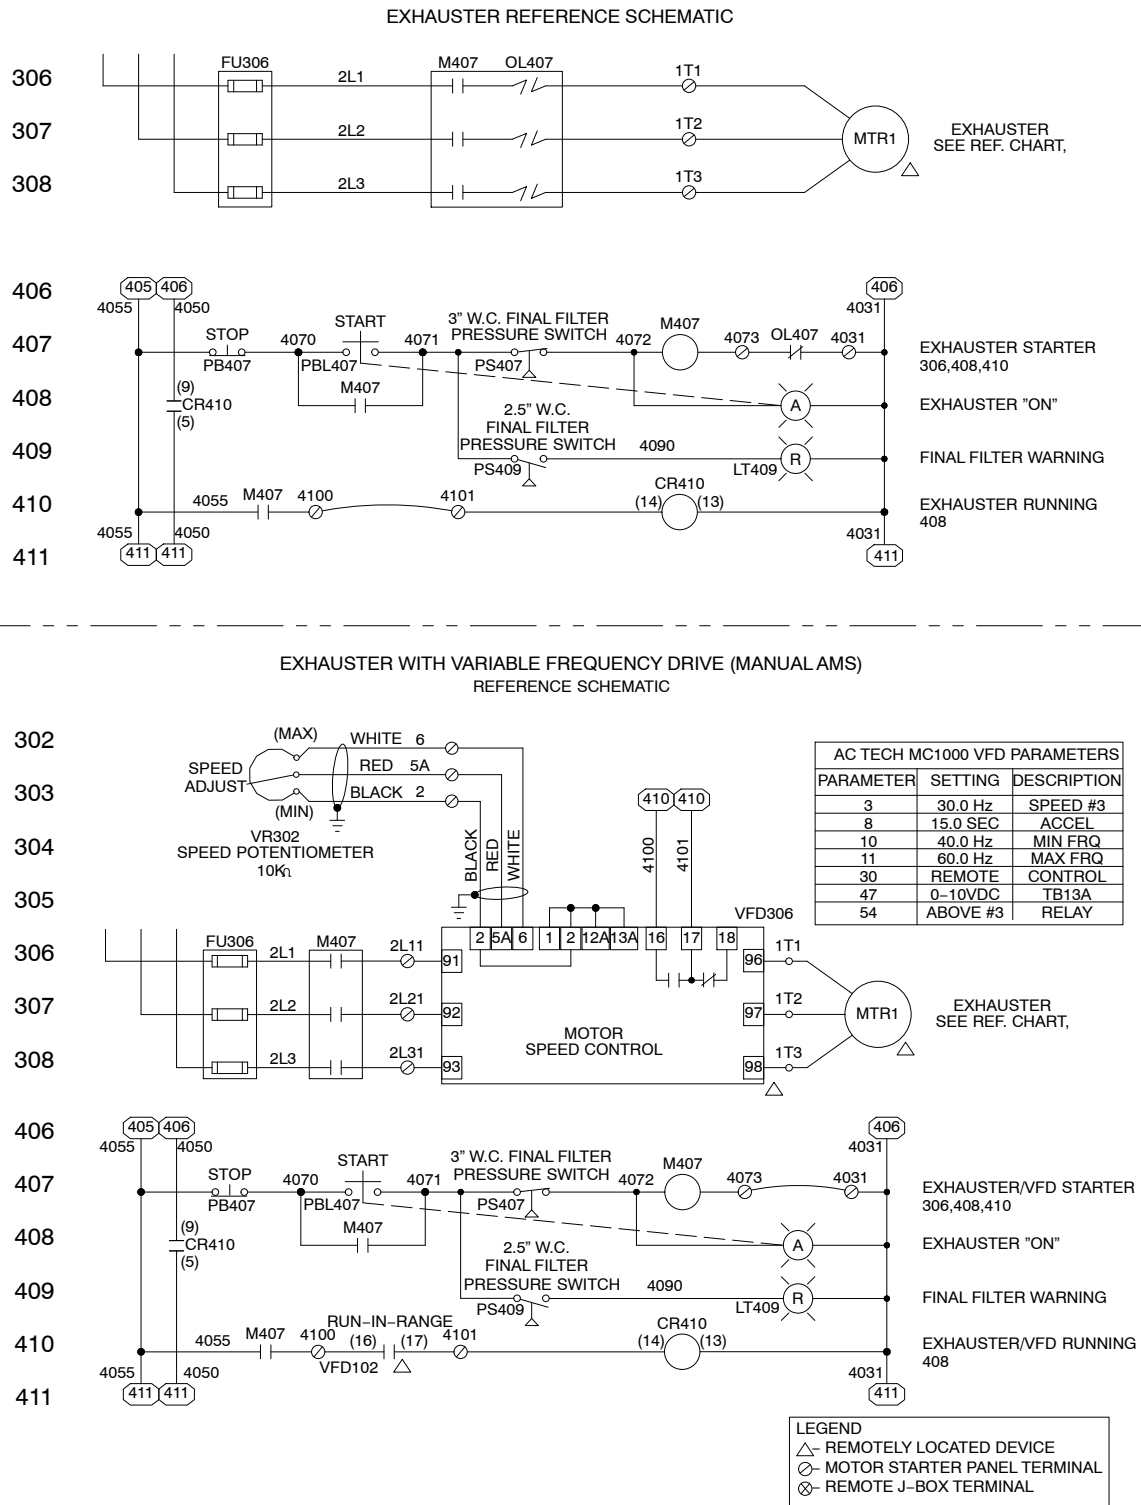 EXHAUSTER REFERENCE SCHEMATIC
FU306 M407 OL407
306 2L1 1T1
307 2L2 1T2 MTR1 EXHAUSTER
SEE REF. CHART,
308 2L3 1T3
406 405 406 406
4055 4050 4031
407 STOP 4070 START 4071 3” W.C. FINAL FILTER 4072 M407 4073 OL407 4031 EXHAUSTER STARTER
PRESSURE SWITCH
PB407 PBL407 PS407 306,408,410
408 (9) M407 A EXHAUSTER ”ON”
CR410
(5)
2.5” W.C.
FINAL FILTER
409 PRESSURE SWITCH 4090 R FINAL FILTER WARNING
PS409 LT409
410 4055 M407 4100 4101 (14) CR410 (13) EXHAUSTER RUNNING
408
4055 4050 4031
411 411 411 411
EXHAUSTER WITH VARIABLE FREQUENCY DRIVE (MANUAL AMS)
REFERENCE SCHEMATIC
302 (MAX) WHITE 6
SPEED
ADJUST
RED 5A
303 BLACK 2 410 410
(MIN)
VR302
304 SPEED POTENTIOMETER
10KΩ
BLACK RED WHITE 4100 4101
305
AC TECH MC1000 VFD PARAMETERS
PARAMETER SETTING DESCRIPTION
3 30.0 Hz SPEED #3
8 15.0 SEC ACCEL
10 40.0 Hz MIN FRQ
11 60.0 Hz MAX FRQ
30 REMOTE CONTROL
47 0–10VDC TB13A
54 ABOVE #3 RELAY
VFD306
FU306 M407 2 5A 6 1 2 12A 13A 16 17 18
306 2L1 2L11 91 96 1T1
307 2L2 2L21 92 97 1T2 MTR1 EXHAUSTER
SEE REF. CHART,
MOTOR
SPEED CONTROL
308 2L3 2L31 93 98 1T3
406 405 406 406
4055 4050 4031
407 STOP 4070 START 4071 3” W.C. FINAL FILTER 4072 M407 4073 4031 EXHAUSTER/VFD STARTER
PRESSURE SWITCH
PB407 PBL407 PS407 306,408,410
408 (9) M407 A EXHAUSTER ”ON”
CR410
(5)
2.5” W.C.
FINAL FILTER
409 PRESSURE SWITCH 4090 R FINAL FILTER WARNING
PS409 LT409
RUN–IN–RANGE
410 4055 M407 4100 (16) (17) 4101 (14) CR410 (13) EXHAUSTER/VFD RUNNING
VFD102 408
4055 4050 4031
411 411 411 411
LEGEND
– REMOTELY LOCATED DEVICE
– MOTOR STARTER PANEL TERMINAL
– REMOTE J–BOX TERMINAL